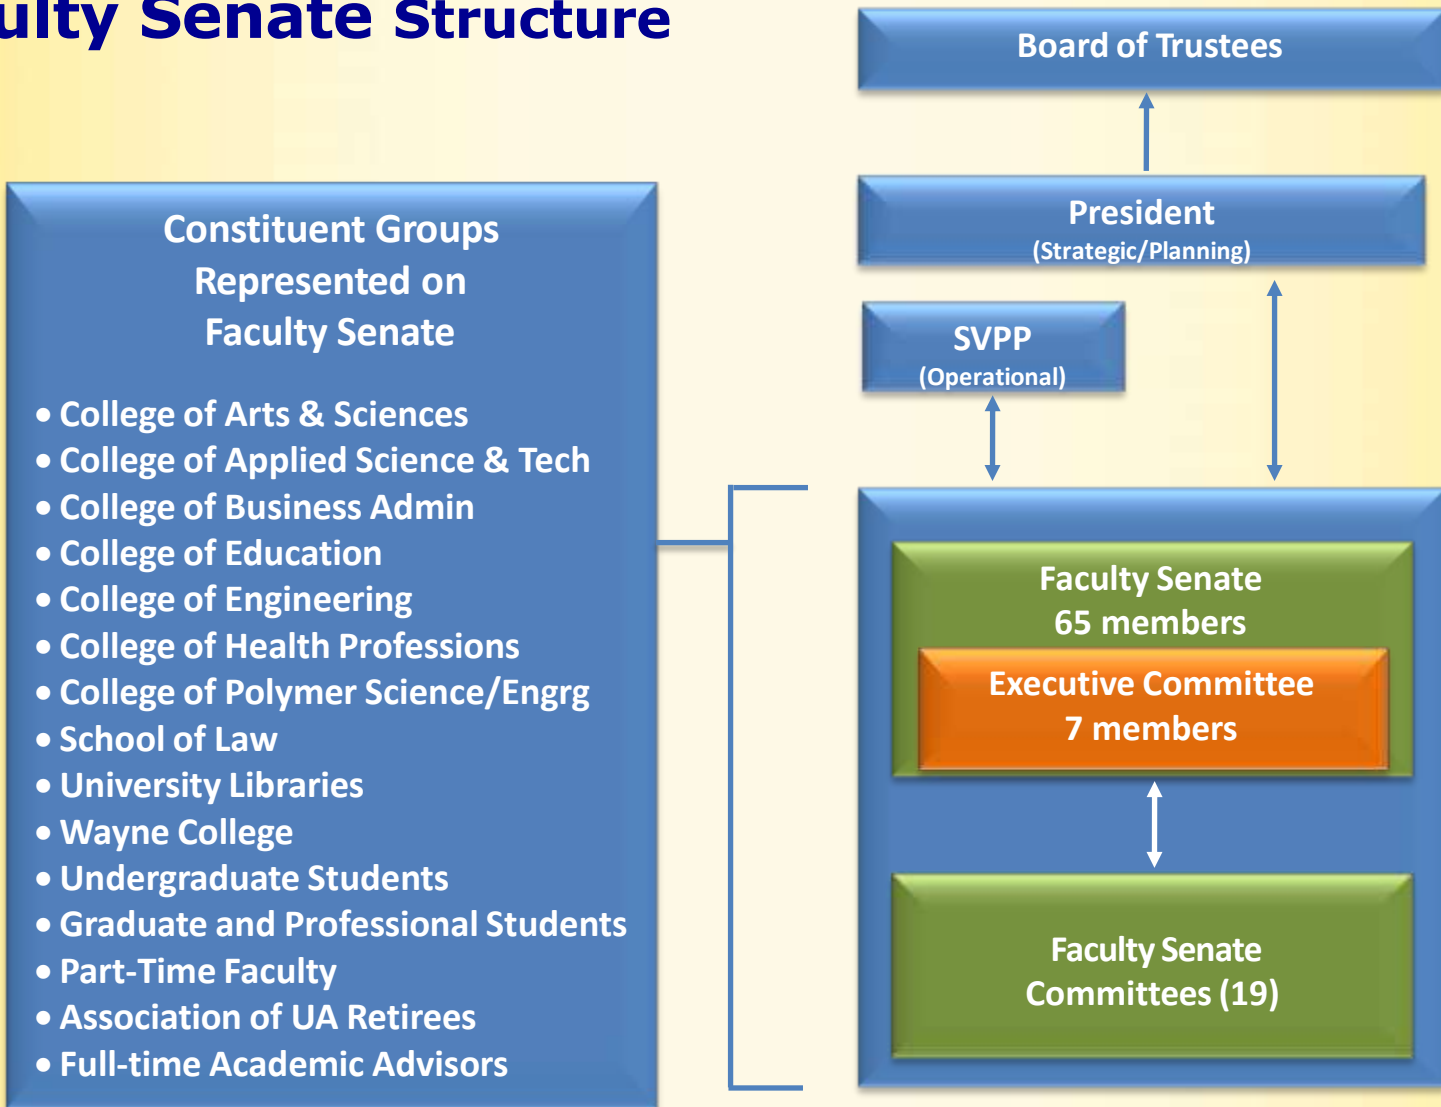 Senate Structure
Constituent Groups
Represented on
Faculty Senate
• College of Arts & Sciences
• College of Applied Science & Tech
• College of Business Admin
• College of Education
• College of Engineering
• College of Health Professions
• College of Polymer Science/Engrg
• School of Law
• University Libraries
• Wayne College
• Undergraduate Students
• Graduate and Professional Students
• Part-Time Faculty
• Association of UA Retirees
• Full-time Academic Advisors
Board of Trustees
President
(Strategic/Planning)
SVPP
(Operational)
Faculty Senate
65 members
Executive Committee
7 members
Faculty Senate
Committees (19)